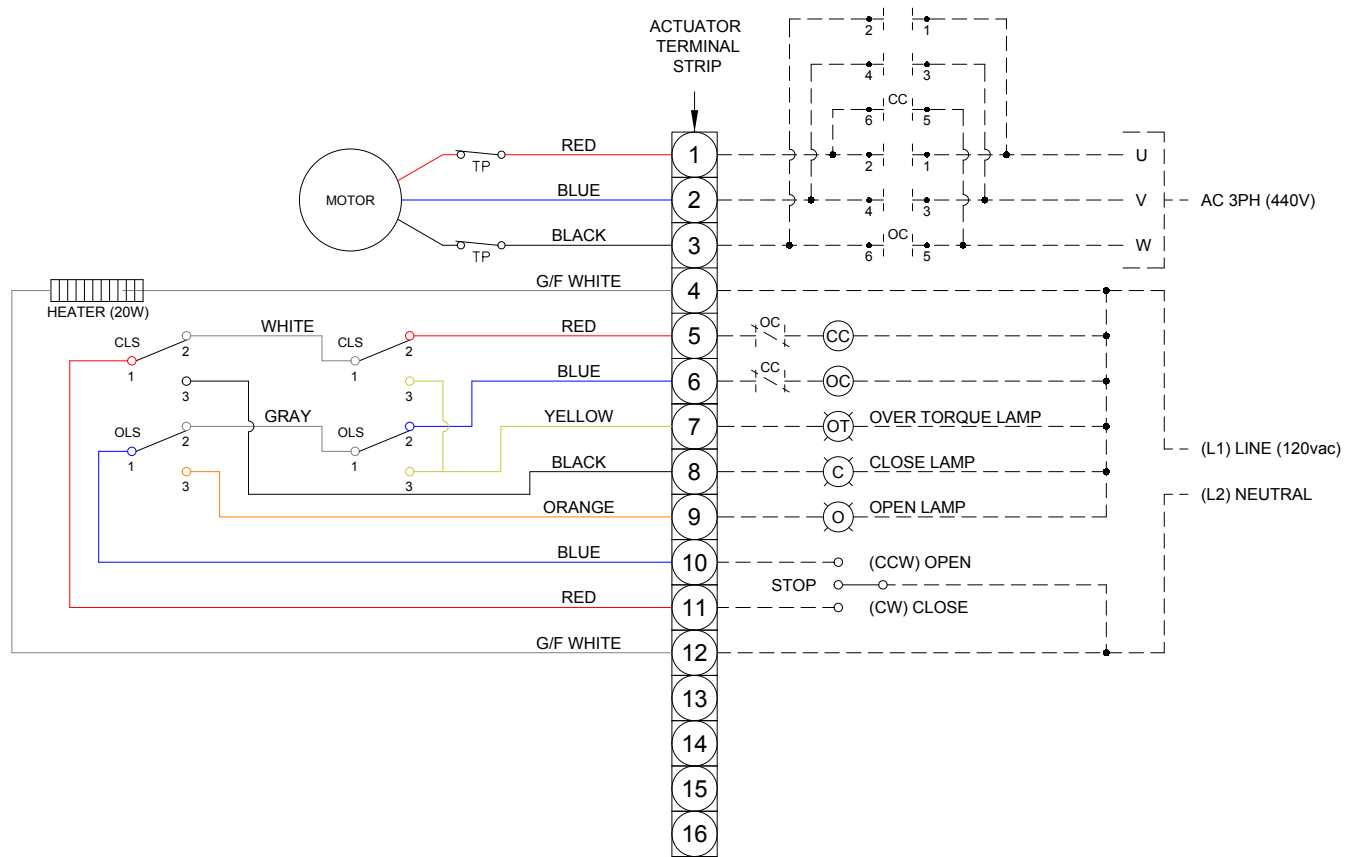 ACTUATOR
TERMINAL
STRIP
2 1
4 3
CC
6 5
RED
TP
1
2 1
U
BLUE
MOTOR
2
4 3
V
AC 3PH (440V)
BLACK
TP
3
OC
6 5
W
G/F WHITE
4
HEATER (20W)
WHITE
RED
CLS
2
1
3
CLS
2
1
3
5
OC
CC
BLUE
6
CC
OC
GRAY
YELLOW
OLS
2
1
3
OLS
2
1
3
7
OT
OVER TORQUE LAMP
BLACK
8
C
CLOSE LAMP
(L1) LINE (120vac)
(L2) NEUTRAL
ORANGE
9
O
OPEN LAMP
BLUE
10
(CCW) OPEN
STOP
RED
11
(CW) CLOSE
G/F WHITE
12
13
14
15
16